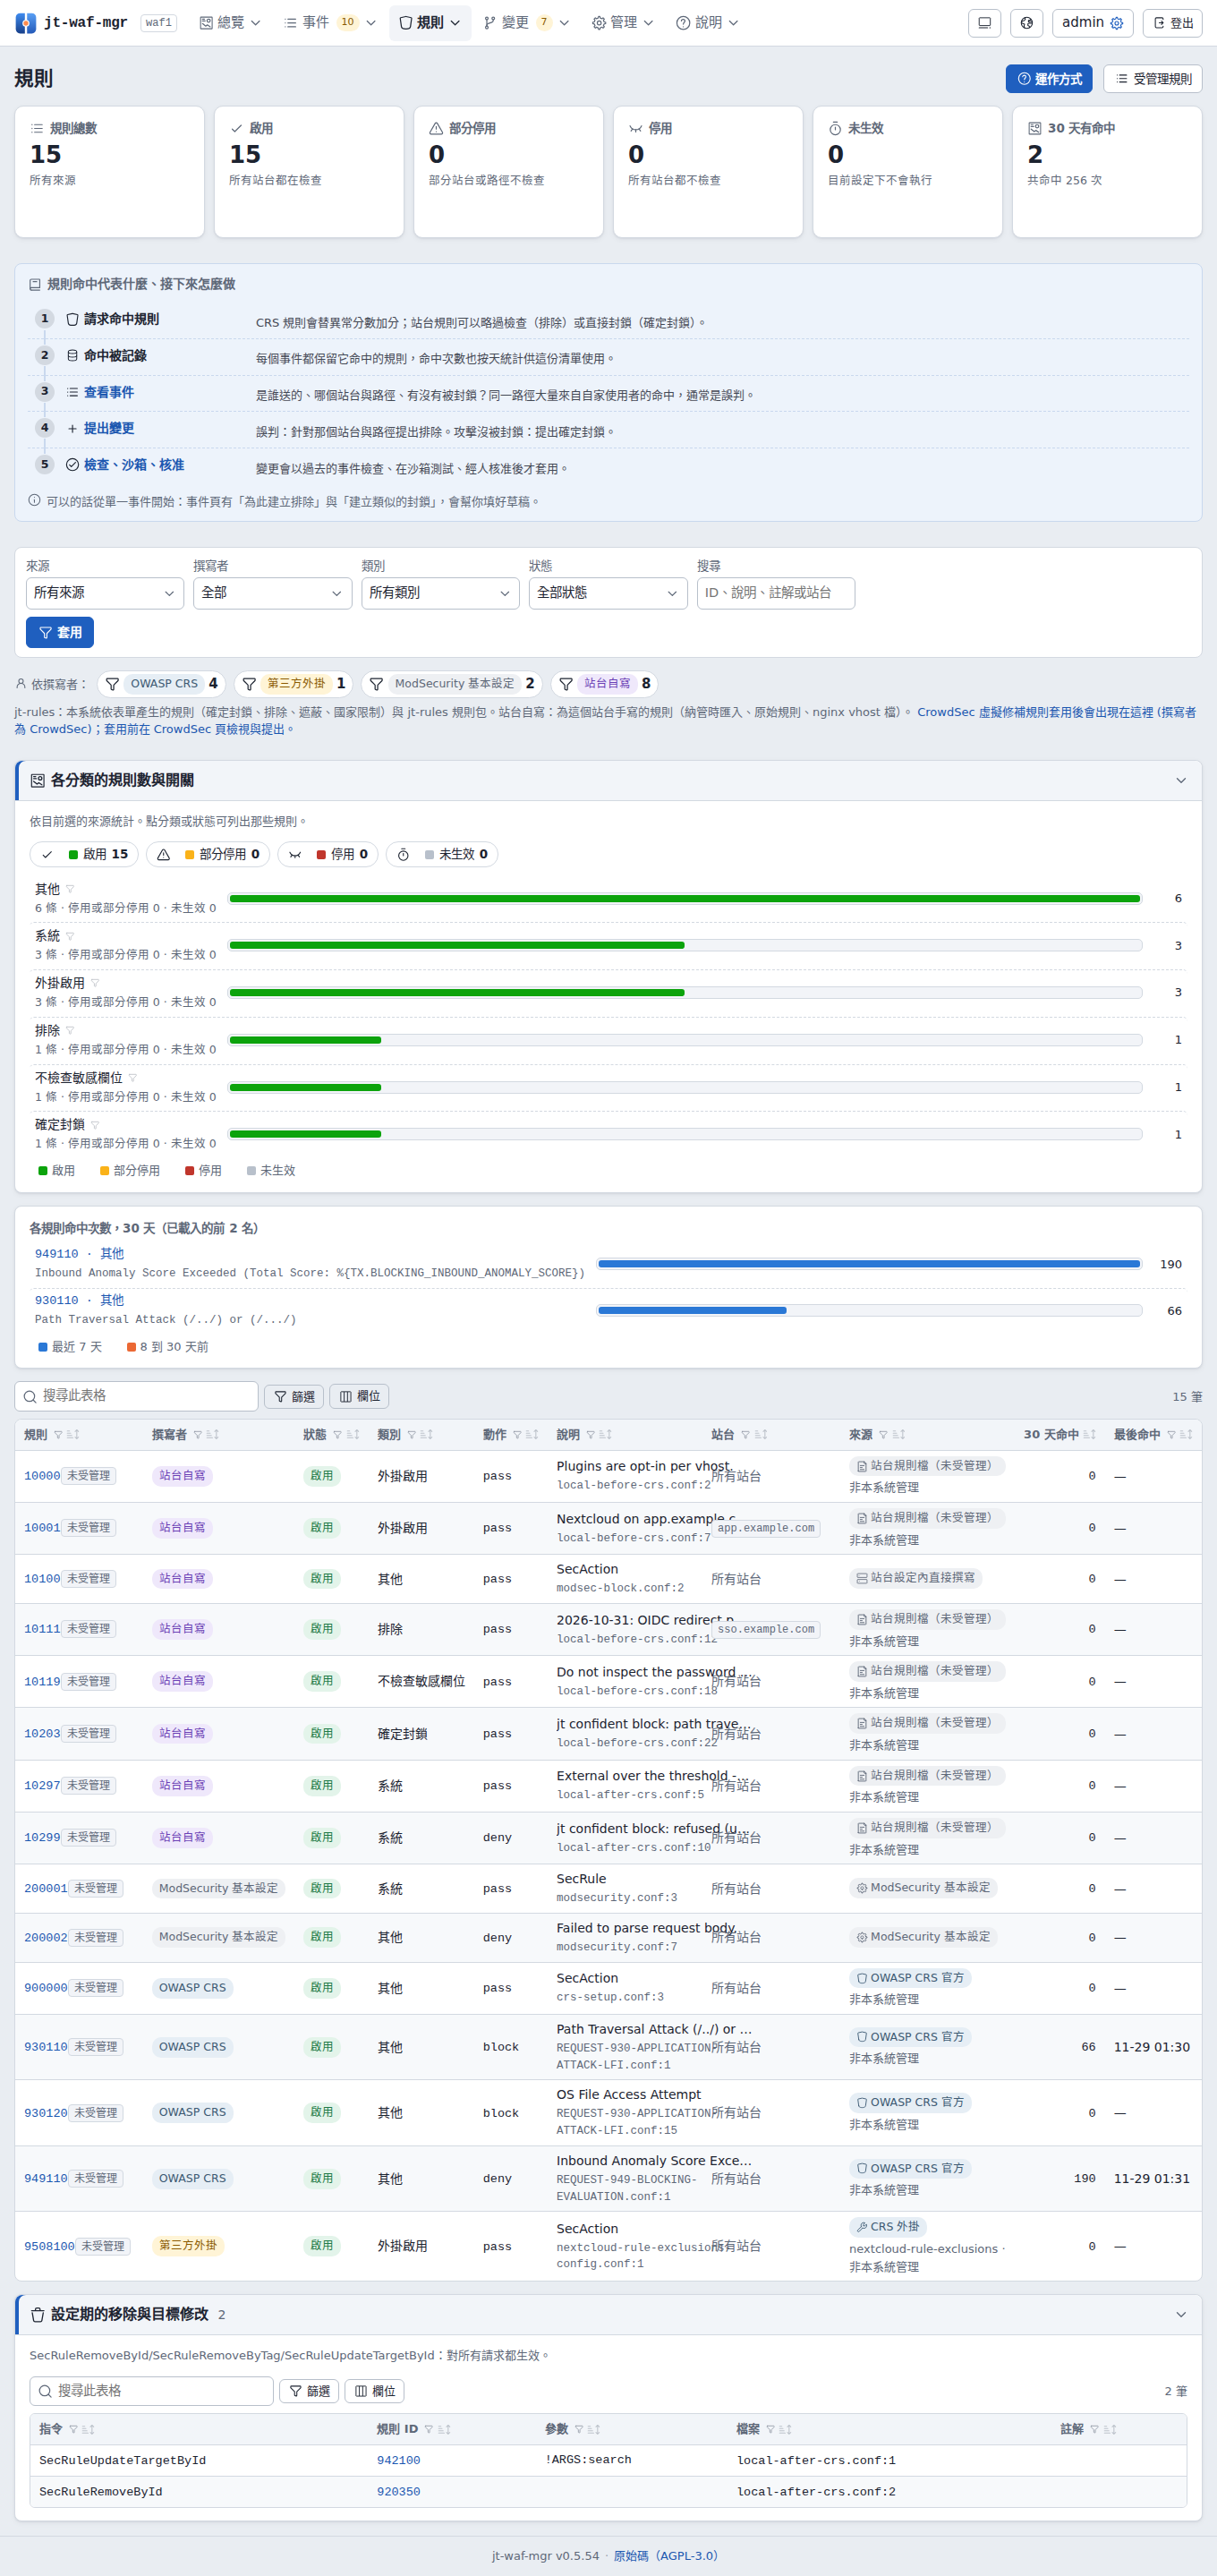 jt-waf-mgr waf1 總覽 事件 10 規則 變更 7 管理 說明 admin 登出
規則 運作方式 受管理規則
規則總數 啟用 部分停用 停用 未生效 30 天有命中
15 15 0 0 0 2
所有來源 所有站台都在檢查 部分站台或路徑不檢查 所有站台都不檢查 目前設定下不會執行 共命中 256 次
規則命中代表什麼、接下來怎麼做
1 請求命中規則 CRS 規則會替異常分數加分；站台規則可以略過檢查（排除）或直接封鎖（確定封鎖）。
2 命中被記錄 每個事件都保留它命中的規則，命中次數也按天統計供這份清單使用。
3 查看事件 是誰送的、哪個站台與路徑、有沒有被封鎖？同一路徑大量來自自家使用者的命中，通常是誤判。
4 提出變更 誤判：針對那個站台與路徑提出排除。攻擊沒被封鎖：提出確定封鎖。
5 檢查、沙箱、核准 變更會以過去的事件檢查、在沙箱測試、經人核准後才套用。
可以的話從單一事件開始：事件頁有「為此建立排除」與「建立類似的封鎖」，會幫你填好草稿。
來源 撰寫者 類別 狀態 搜尋
所有來源 全部 所有類別 全部狀態 ID、說明、註解或站台
套用
依撰寫者： OWASP CRS 4 第三方外掛 1 ModSecurity 基本設定 2 站台自寫 8
jt-rules：本系統依表單產生的規則（確定封鎖、排除、遮蔽、國家限制）與 jt-rules 規則包。站台自寫：為這個站台手寫的規則（納管時匯入、原始規則、nginx vhost 檔）。 CrowdSec 虛擬修補規則套用後會出現在這裡 (撰寫者
為 CrowdSec)；套用前在 CrowdSec 頁檢視與提出。
各分類的規則數與開關
依目前選的來源統計。點分類或狀態可列出那些規則。
啟用 15 部分停用 0 停用 0 未生效 0
其他
6 條 · 停用或部分停用 0 · 未生效 0 6
系統
3 條 · 停用或部分停用 0 · 未生效 0 3
外掛啟用
3 條 · 停用或部分停用 0 · 未生效 0 3
排除
1 條 · 停用或部分停用 0 · 未生效 0 1
不檢查敏感欄位
1 條 · 停用或部分停用 0 · 未生效 0 1
確定封鎖
1 條 · 停用或部分停用 0 · 未生效 0 1
啟用 部分停用 停用 未生效
各規則命中次數，30 天（已載入的前 2 名）
949110 · 其他
Inbound Anomaly Score Exceeded (Total Score: %{TX.BLOCKING_INBOUND_ANOMALY_SCORE}) 190
930110 · 其他
Path Traversal Attack (/../) or (/.../) 66
最近 7 天 8 到 30 天前
搜尋此表格 篩選 欄位 15 筆
規則 撰寫者 狀態 類別 動作 說明 站台 來源 30 天命中 最後命中
10000 未受管理 站台自寫 啟用 外掛啟用 pass Plugins are opt-in per vhost. 所有站台 站台規則檔（未受管理） 0 —
local-before-crs.conf:2 非本系統管理
10001 未受管理 站台自寫 啟用 外掛啟用 pass Nextcloud on app.example.c app.example.com 站台規則檔（未受管理） 0 —
local-before-crs.conf:7 非本系統管理
10100 未受管理 站台自寫 啟用 其他 pass SecAction 所有站台 站台設定內直接撰寫 0 —
modsec-block.conf:2
10111 未受管理 站台自寫 啟用 排除 pass 2026-10-31: OIDC redirect p sso.example.com 站台規則檔（未受管理） 0 —
local-before-crs.conf:12 非本系統管理
10119 未受管理 站台自寫 啟用 不檢查敏感欄位 pass Do not inspect the password … 所有站台 站台規則檔（未受管理） 0 —
local-before-crs.conf:18 非本系統管理
10203 未受管理 站台自寫 啟用 確定封鎖 pass jt confident block: path trave… 所有站台 站台規則檔（未受管理） 0 —
local-before-crs.conf:22 非本系統管理
10297 未受管理 站台自寫 啟用 系統 pass External over the threshold -… 所有站台 站台規則檔（未受管理） 0 —
local-after-crs.conf:5 非本系統管理
10299 未受管理 站台自寫 啟用 系統 deny jt confident block: refused (u… 所有站台 站台規則檔（未受管理） 0 —
local-after-crs.conf:10 非本系統管理
200001 未受管理 ModSecurity 基本設定 啟用 系統 pass SecRule 所有站台 ModSecurity 基本設定 0 —
modsecurity.conf:3
200002 未受管理 ModSecurity 基本設定 啟用 其他 deny Failed to parse request body. 所有站台 ModSecurity 基本設定 0 —
modsecurity.conf:7
900000 未受管理 OWASP CRS 啟用 其他 pass SecAction 所有站台 OWASP CRS 官方 0 —
crs-setup.conf:3 非本系統管理
930110 未受管理 OWASP CRS 啟用 其他 block Path Traversal Attack (/../) or … 所有站台 OWASP CRS 官方 66 11-29 01:30
REQUEST-930-APPLICATION- 非本系統管理
ATTACK-LFI.conf:1
930120 未受管理 OWASP CRS 啟用 其他 block OS File Access Attempt 所有站台 OWASP CRS 官方 0 —
REQUEST-930-APPLICATION- 非本系統管理
ATTACK-LFI.conf:15
949110 未受管理 OWASP CRS 啟用 其他 deny Inbound Anomaly Score Exce… 所有站台 OWASP CRS 官方 190 11-29 01:31
REQUEST-949-BLOCKING- 非本系統管理
EVALUATION.conf:1
9508100 未受管理 第三方外掛 啟用 外掛啟用 pass SecAction 所有站台 CRS 外掛 0 —
nextcloud-rule-exclusions- nextcloud-rule-exclusions ·
config.conf:1 非本系統管理
設定期的移除與目標修改 2
SecRuleRemoveById/SecRuleRemoveByTag/SecRuleUpdateTargetById：對所有請求都生效。
搜尋此表格 篩選 欄位 2 筆
指令 規則 ID 參數 檔案 註解
SecRuleUpdateTargetById 942100 !ARGS:search local-after-crs.conf:1
SecRuleRemoveById 920350 local-after-crs.conf:2
jt-waf-mgr v0.5.54 · 原始碼（AGPL-3.0）